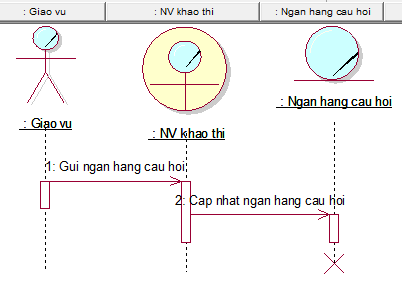 : Giao vu
: NV khao thi
: Ngan hang cau hoi
: Giao vu
: NV khao thi
: Ngan hang cau hoi
1: Gui ngan hang cau hoi
2: Cap nhat ngan hang cau hoi